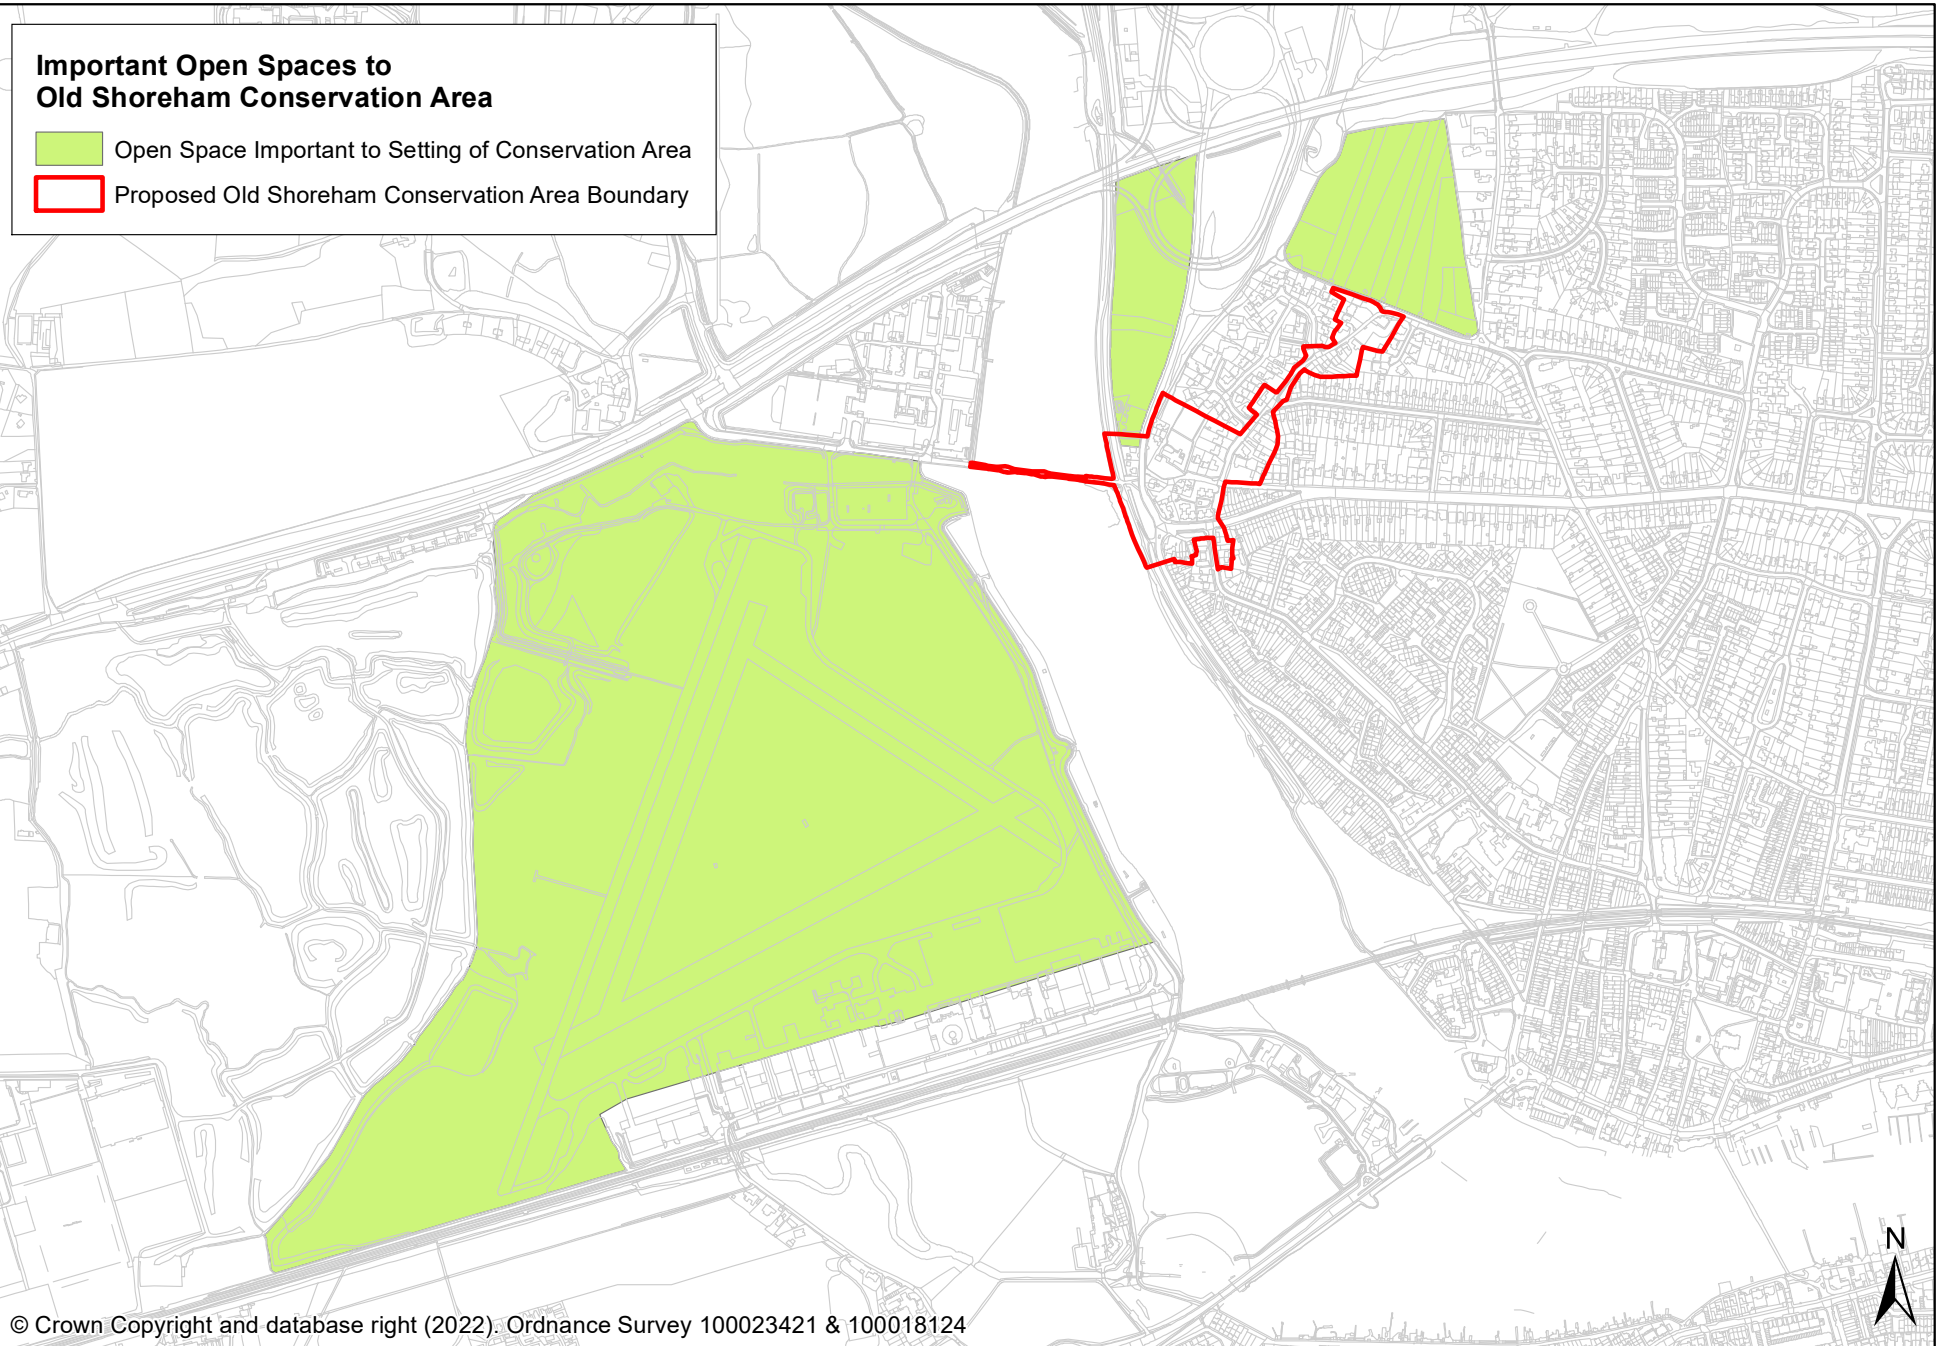 Important Open Spaces to
Old Shoreham Conservation Area
Open Space Important to Setting of Conservation Area
Proposed Old Shoreham Conservation Area Boundary
N
© Crown Copyright and database right (2022). Ordnance Survey 100023421 & 100018124